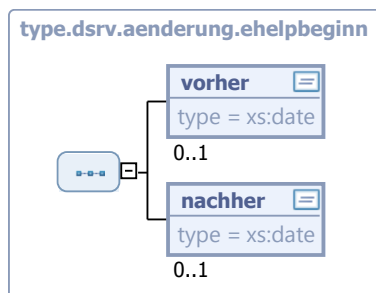 type.dsrv.aenderung.ehelpbeginn
vorher
type = xs:date
0..1
nachher
type = xs:date
0..1